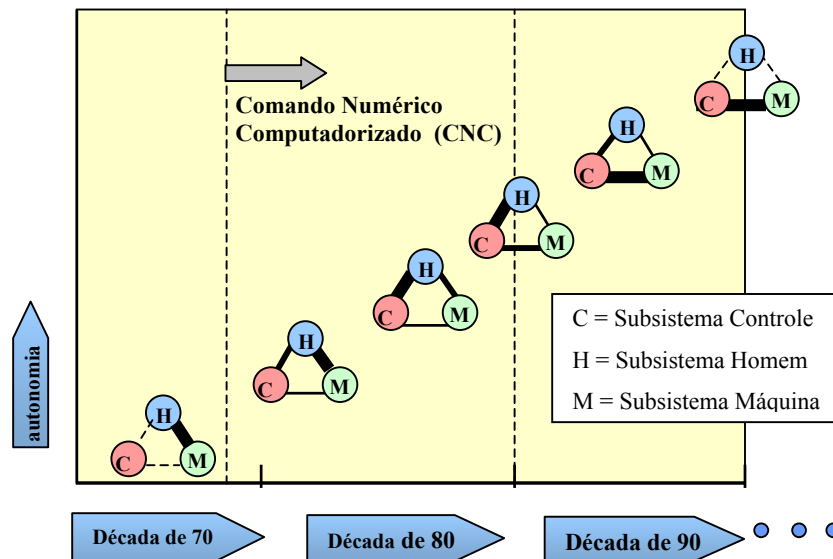 H
C
M
Comando Numérico
Computadorizado (CNC)
H
C
M
H
C
M
H
C
M
H
C
M
H
C
M
C = Subsistema Controle
H = Subsistema Homem
M = Subsistema Máquina
autonomia
Década de 70
Década de 80
Década de 90